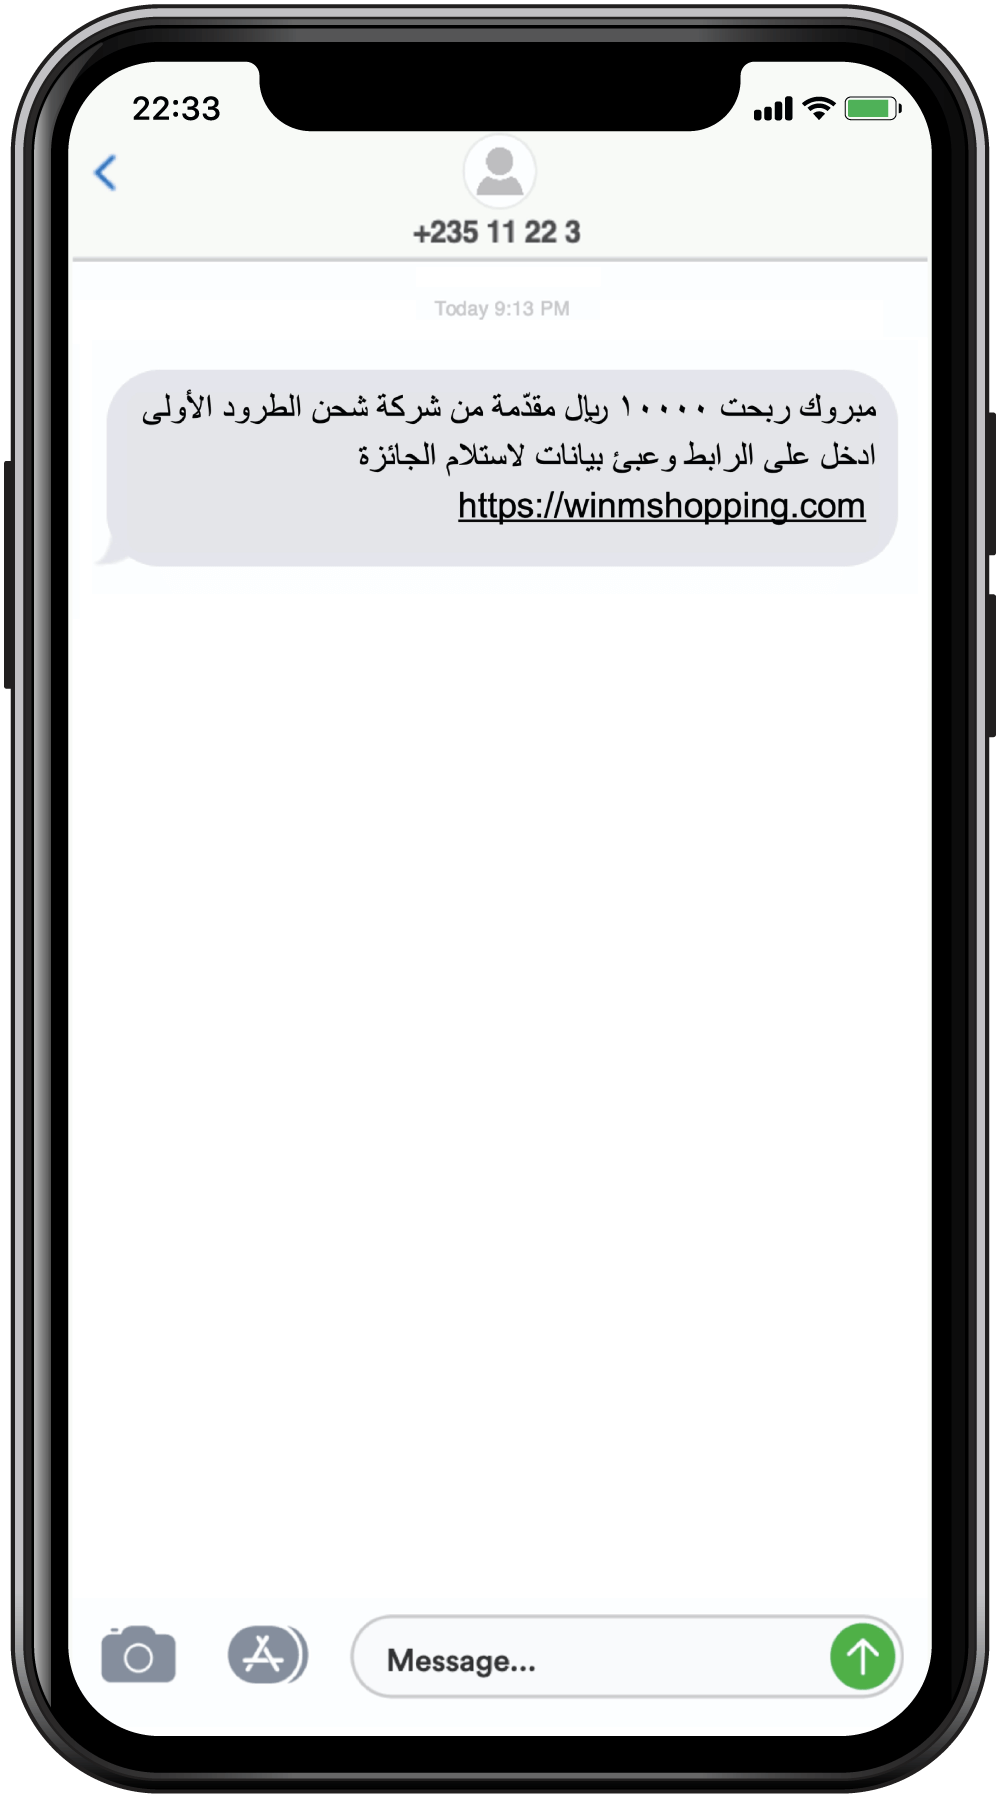 22:33
+235 11 22 3
Today 9:13 PM
مبروك ربحت ١٠٠٠٠ ريال مقدّمة من شركة شحن الطرود الأولى
ادخل على الرابط وعبئ بيانات لاستلام الجائزة
https://winmshopping.com
Message...